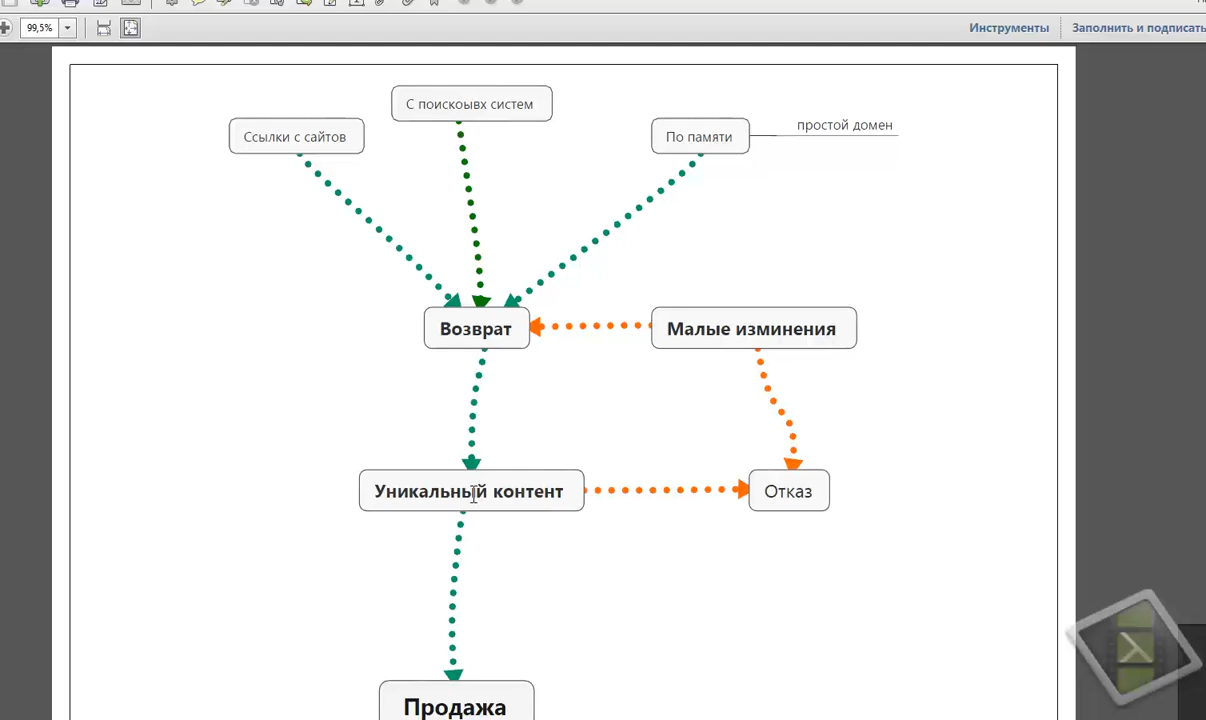 99,5%
Инструменты
Заполнить и подписать
С поискоывх систем
Ссылки с сайтов
По памяти
простой домен
Возврат
Малые изминения
Уникальный контент
Отказ
Продажа